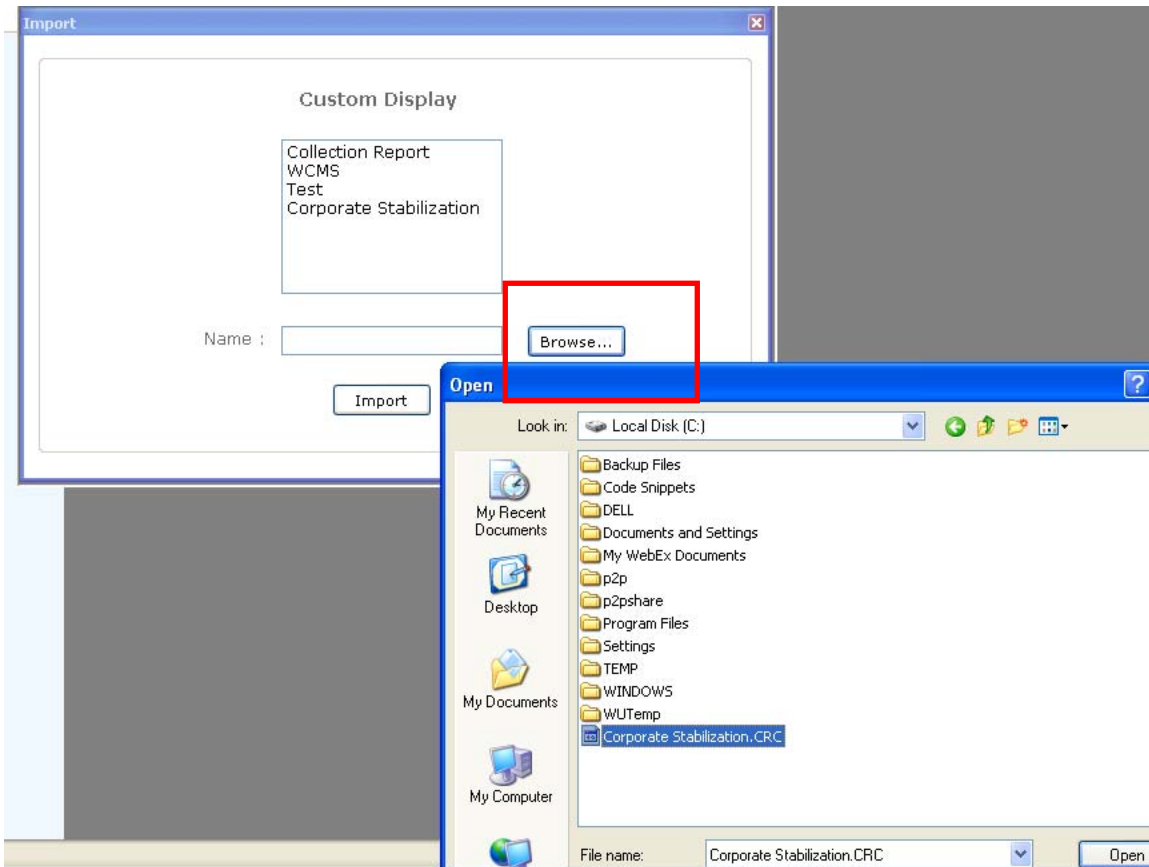 Import
Custom Display
Collection Report
WCMS
Test
Corporate Stabilization
Name :
Browse...
Import
Open
?
Look in: Local Disk (C:)
My Recent
Documents
Desktop
My Documents
My Computer
Backup Files
Code Snippets
DELL
Documents and Settings
My WebEx Documents
p2p
p2pshare
Program Files
Settings
TEMP
WINDOWS
WUTemp
Corporate Stabilization.CRC
File name: Corporate Stabilization.CRC Open